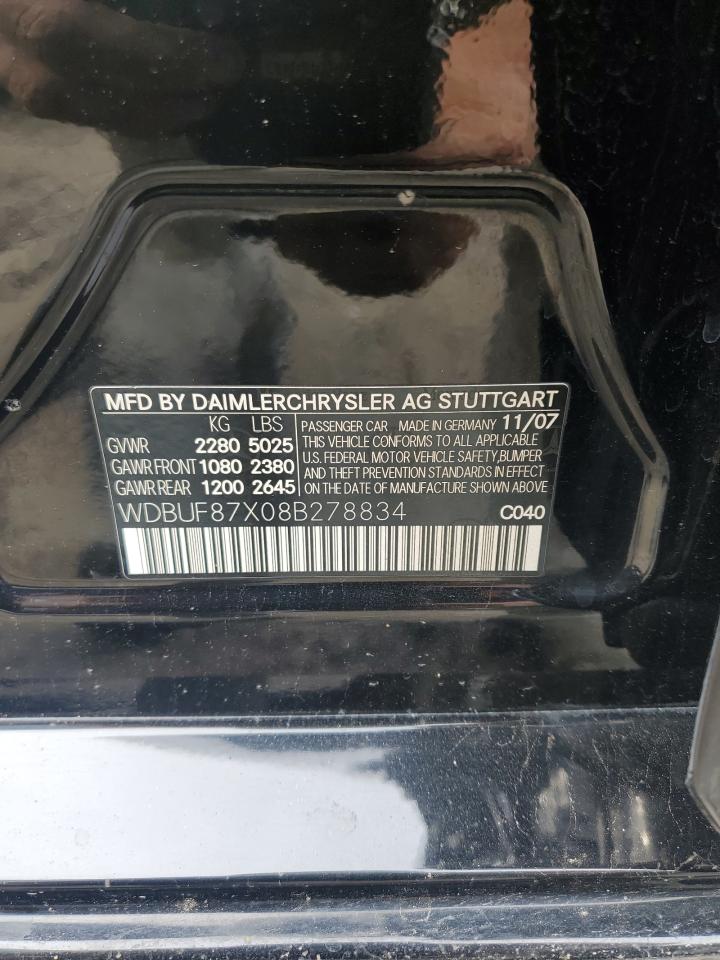 MFD BY DAIMLERCHRYSLER AG STUTTGART
KG LBS
GVWR 2280 5025
GAWR FRONT 1080 2380
GAWR REAR 1200 2645
PASSENGER CAR MADE IN GERMANY 11/07
THIS VEHICLE CONFORMS TO ALL APPLICABLE
U.S. FEDERAL MOTOR VEHICLE SAFETY,BUMPER
AND THEFT PREVENTION STANDARDS IN EFFECT
ON THE DATE OF MANUFACTURE SHOWN ABOVE.
WDBUF87X08B278834 C040